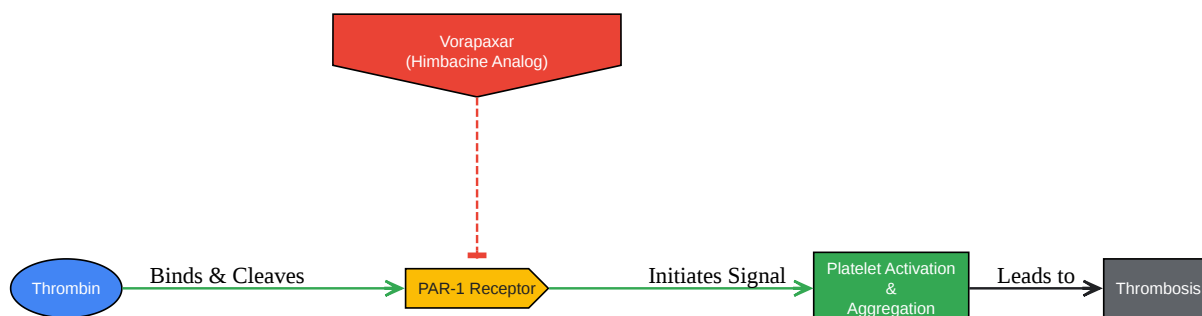 Vorapaxar
(Himbacine Analog)
Thrombin
Binds & Cleaves
PAR-1 Receptor
Initiates Signal
Platelet Activation
&
Aggregation
Leads to
Thrombosis